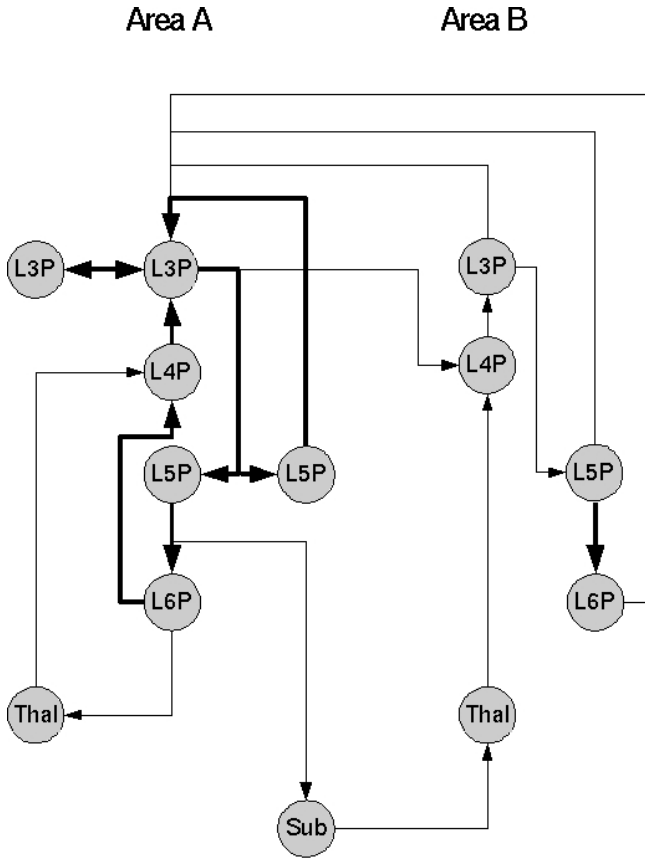 Area A Area B
L3P
L3P L3P
L4P L4P
L5P L5P L5P
L6P L6P
Thal Thal
Sub